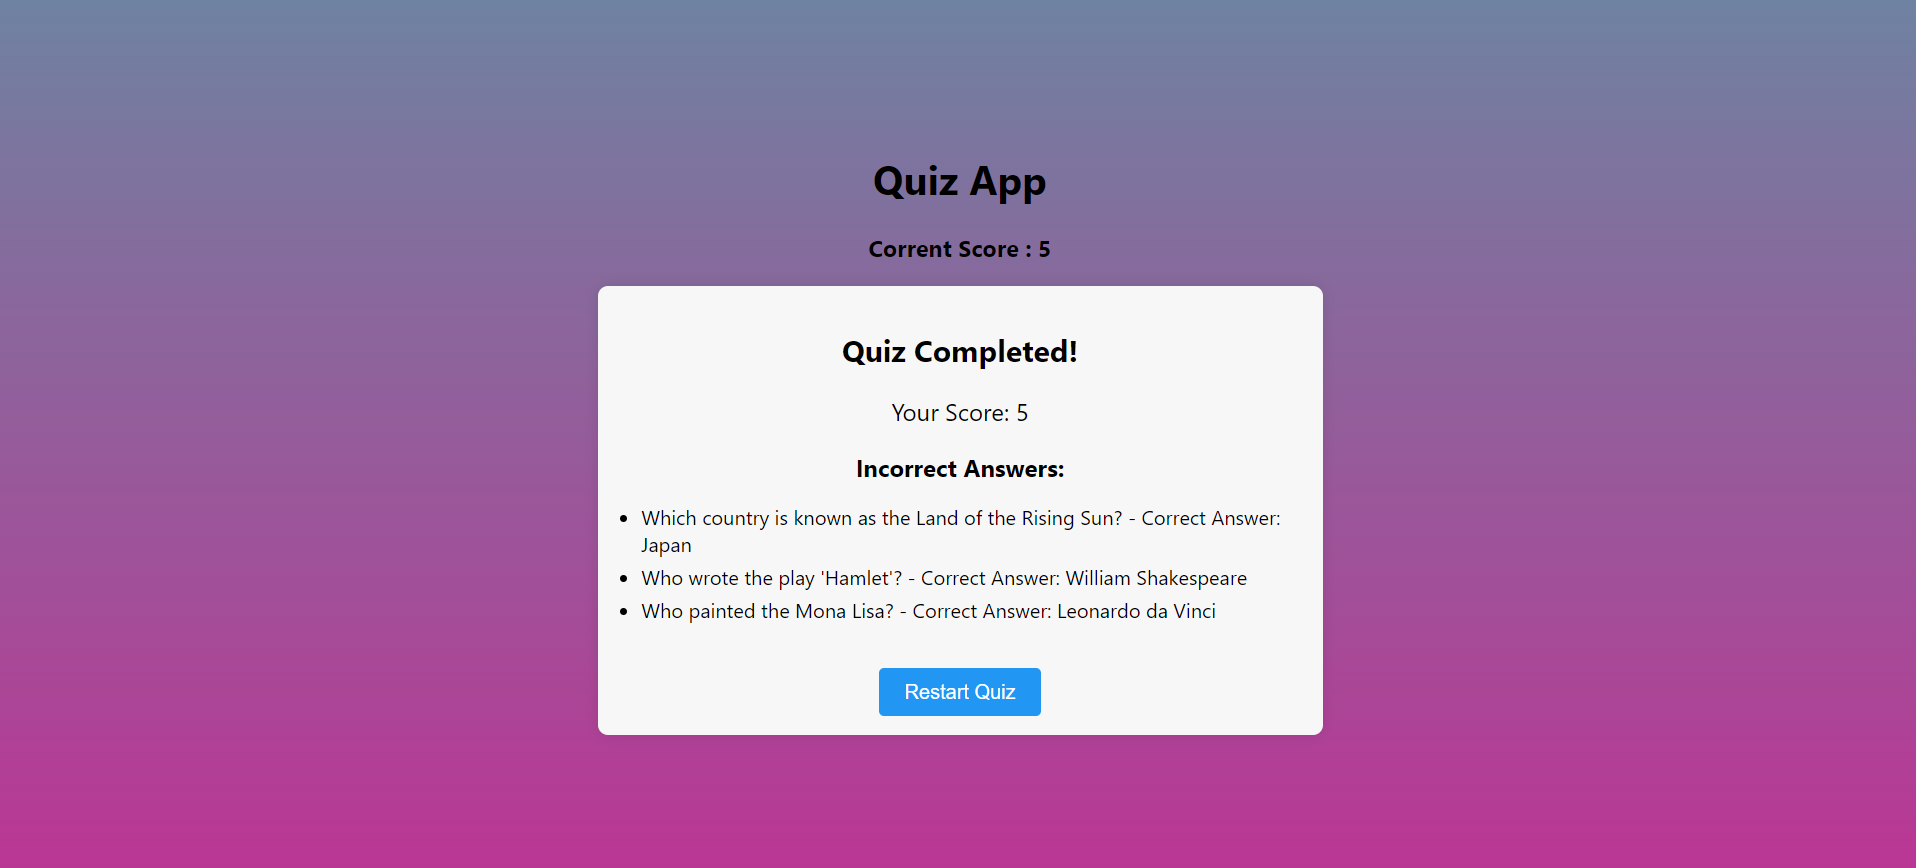 Quiz App
Corrent Score : 5
Quiz Completed!
Your Score: 5
Incorrect Answers:
• Which country is known as the Land of the Rising Sun? - Correct Answer:
Japan
• Who wrote the play 'Hamlet'? - Correct Answer: William Shakespeare
• Who painted the Mona Lisa? - Correct Answer: Leonardo da Vinci
Restart Quiz